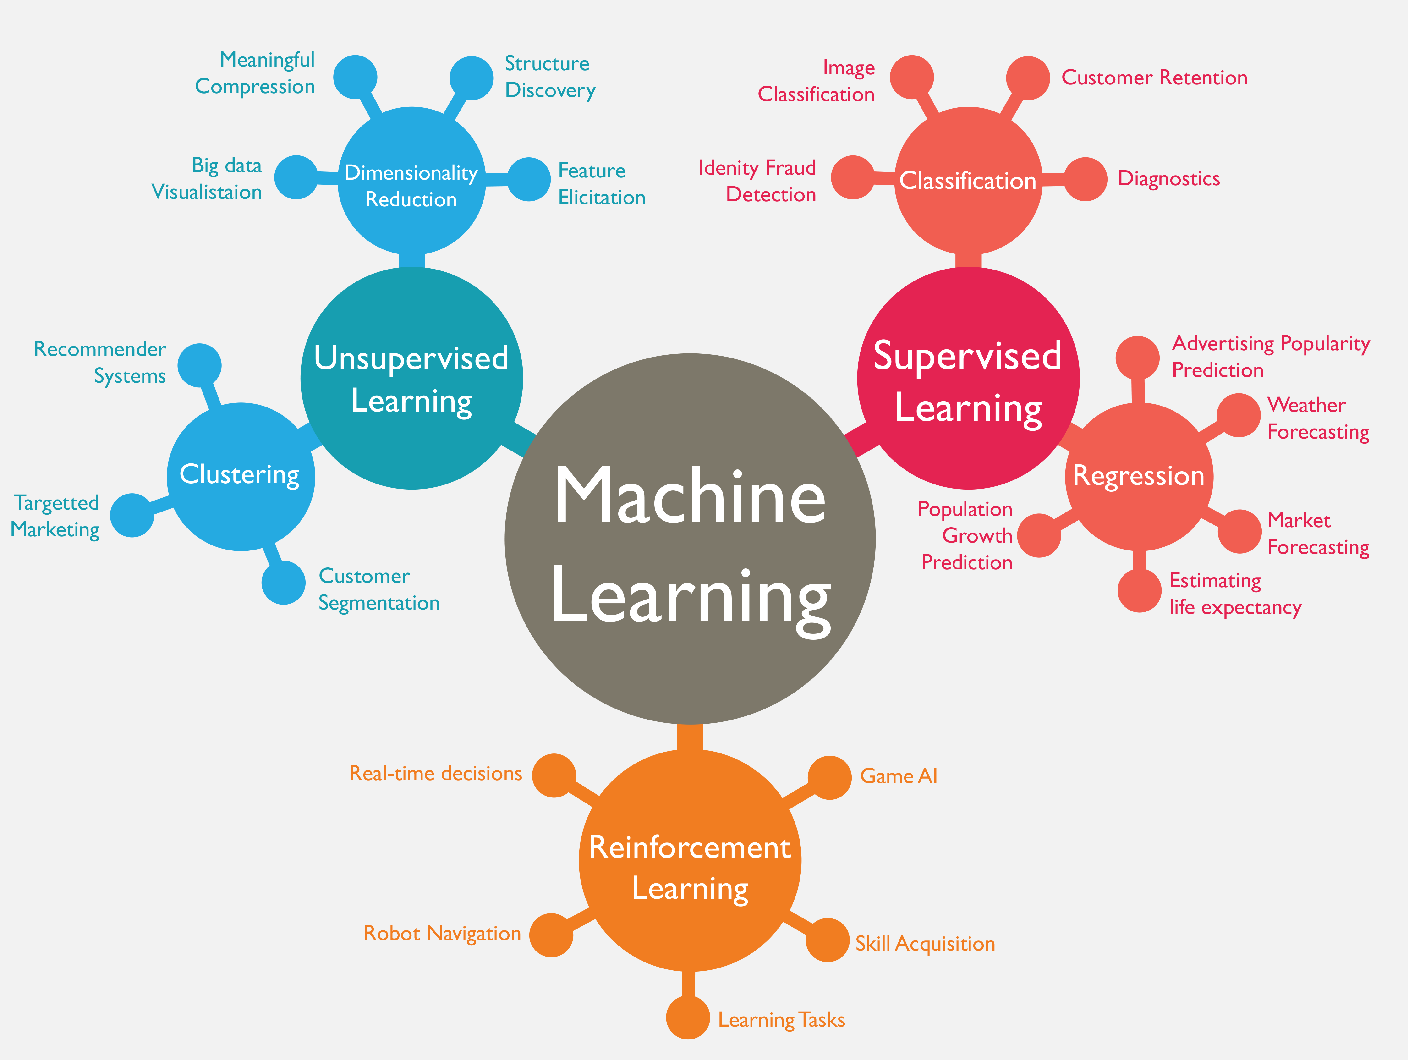 Meaningful
Compression
Structure
Discovery
Big data
Visualistaion
Dimensionality
Reduction
Feature
Elicitation
Image
Classification
Customer Retention
Idenity Fraud
Detection
Classification
Diagnostics
Recommender
Systems
Unsupervised
Learning
Clustering
Targetted
Marketing
Customer
Segmentation
Machine
Learning
Supervised
Learning
Advertising Popularity
Prediction
Weather
Forecasting
Regression
Population
Growth
Prediction
Market
Forecasting
Estimating
life expectancy
Real-time decisions
Game AI
Reinforcement
Learning
Robot Navigation
Skill Acquisition
Learning Tasks